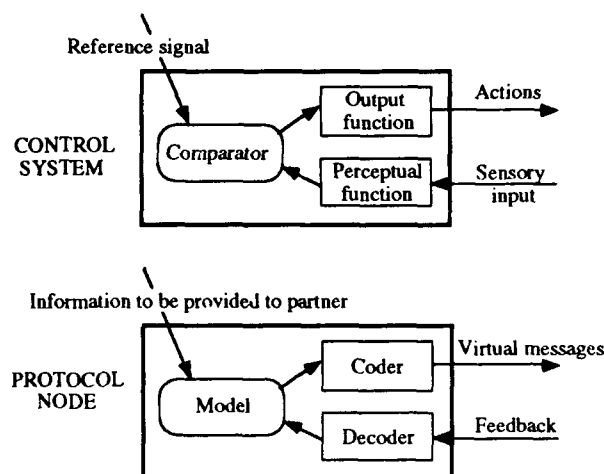 Reference signal
CONTROL
SYSTEM
Comparator
Output
function
Perceptual
function
Actions
Sensory
input
Information to be provided to partner
PROTOCOL
NODE
Model
Coder
Decoder
Virtual messages
Feedback